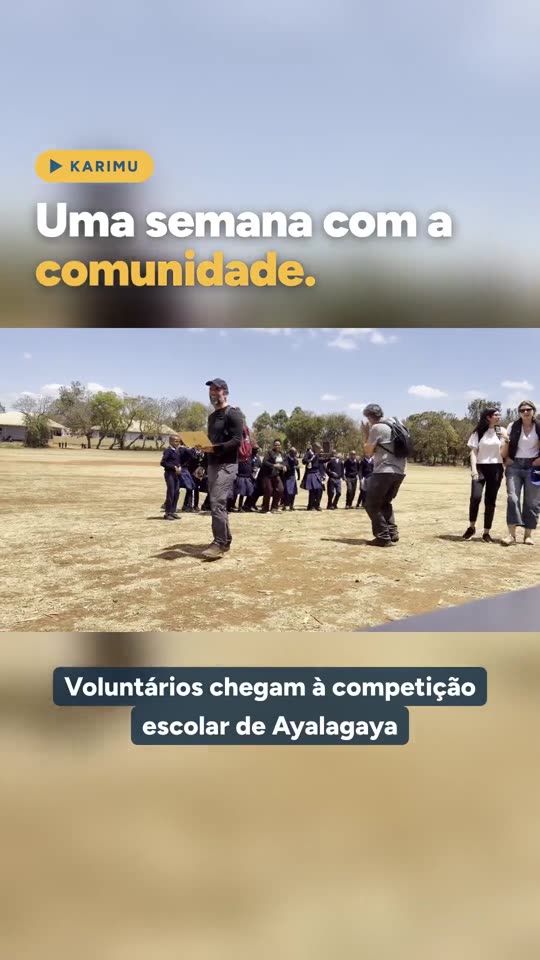 KARIMU
Uma semana com a
comunidade.
Voluntários chegam à competição
escolar de Ayalagaya